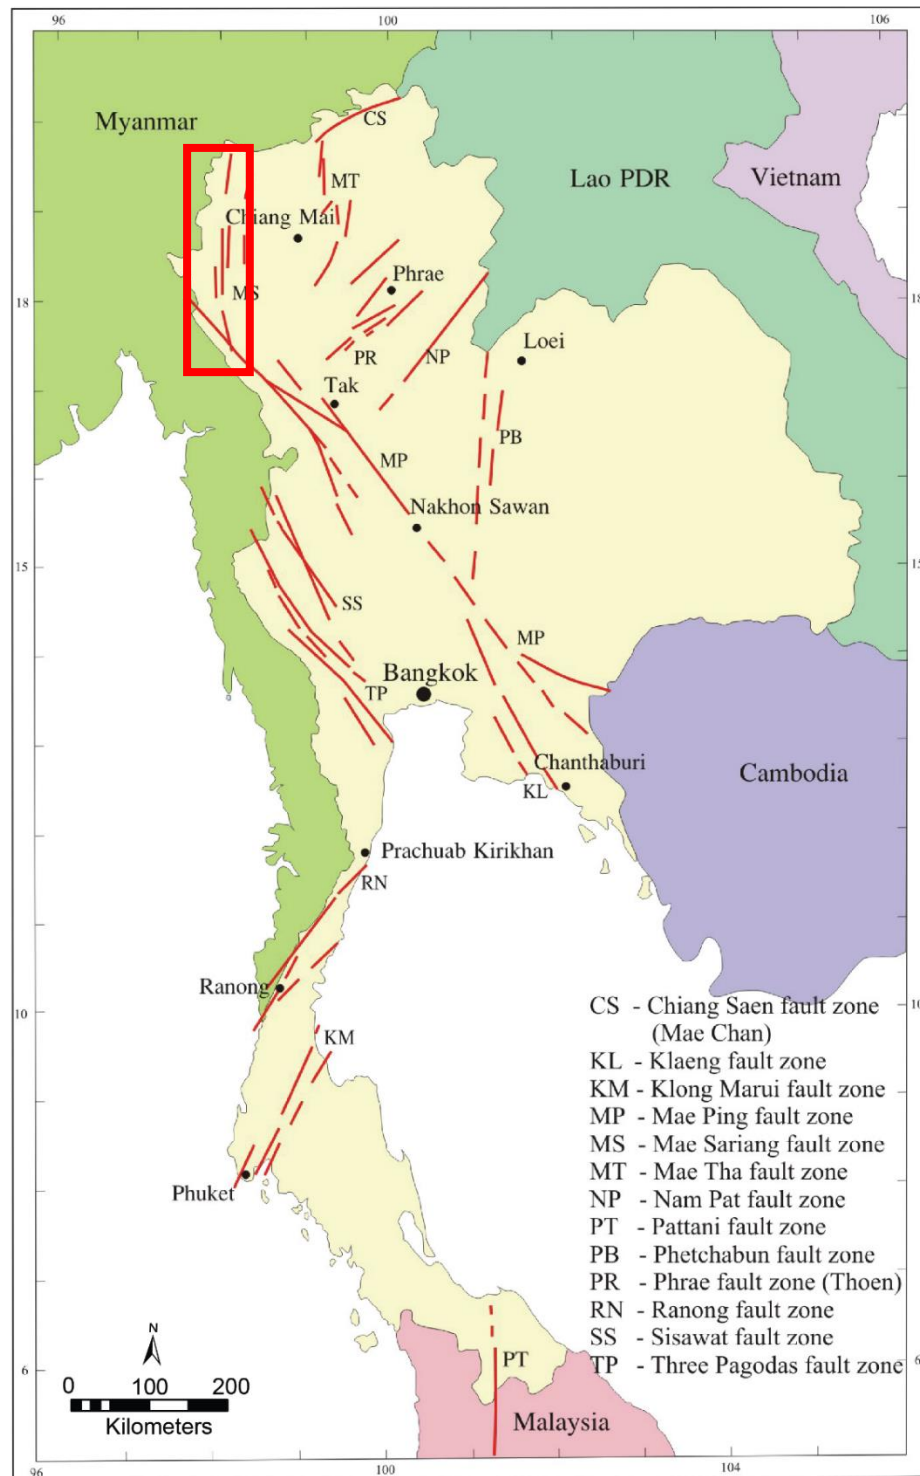 96
100
106
Myanmar
CS
Lao PDR
Vietnam
MT
Chiang Mai
Phrae
MS
18
18
Loei
PR
NP
Tak
PB
MP
Nakhon Sawan
15
15
SS
MP
Bangkok
TP
Chanthaburi
KL
Cambodia
Prachuab Kirikhan
RN
Ranong
10
10
KM
Phuket
CS - Chiang Saen fault zone
(Mae Chan)
KL - Klaeng fault zone
KM - Klong Marui fault zone
MP - Mae Ping fault zone
MS - Mae Sariang fault zone
MT - Mae Tha fault zone
NP - Nam Pat fault zone
PT - Pattani fault zone
PB - Phetchabun fault zone
PR - Phrae fault zone (Thoen)
RN - Ranong fault zone
SS - Sisawat fault zone
TP - Three Pagodas fault zone
N
6
6
PT
0 100 200
Kilometers
Malaysia
96
100
104